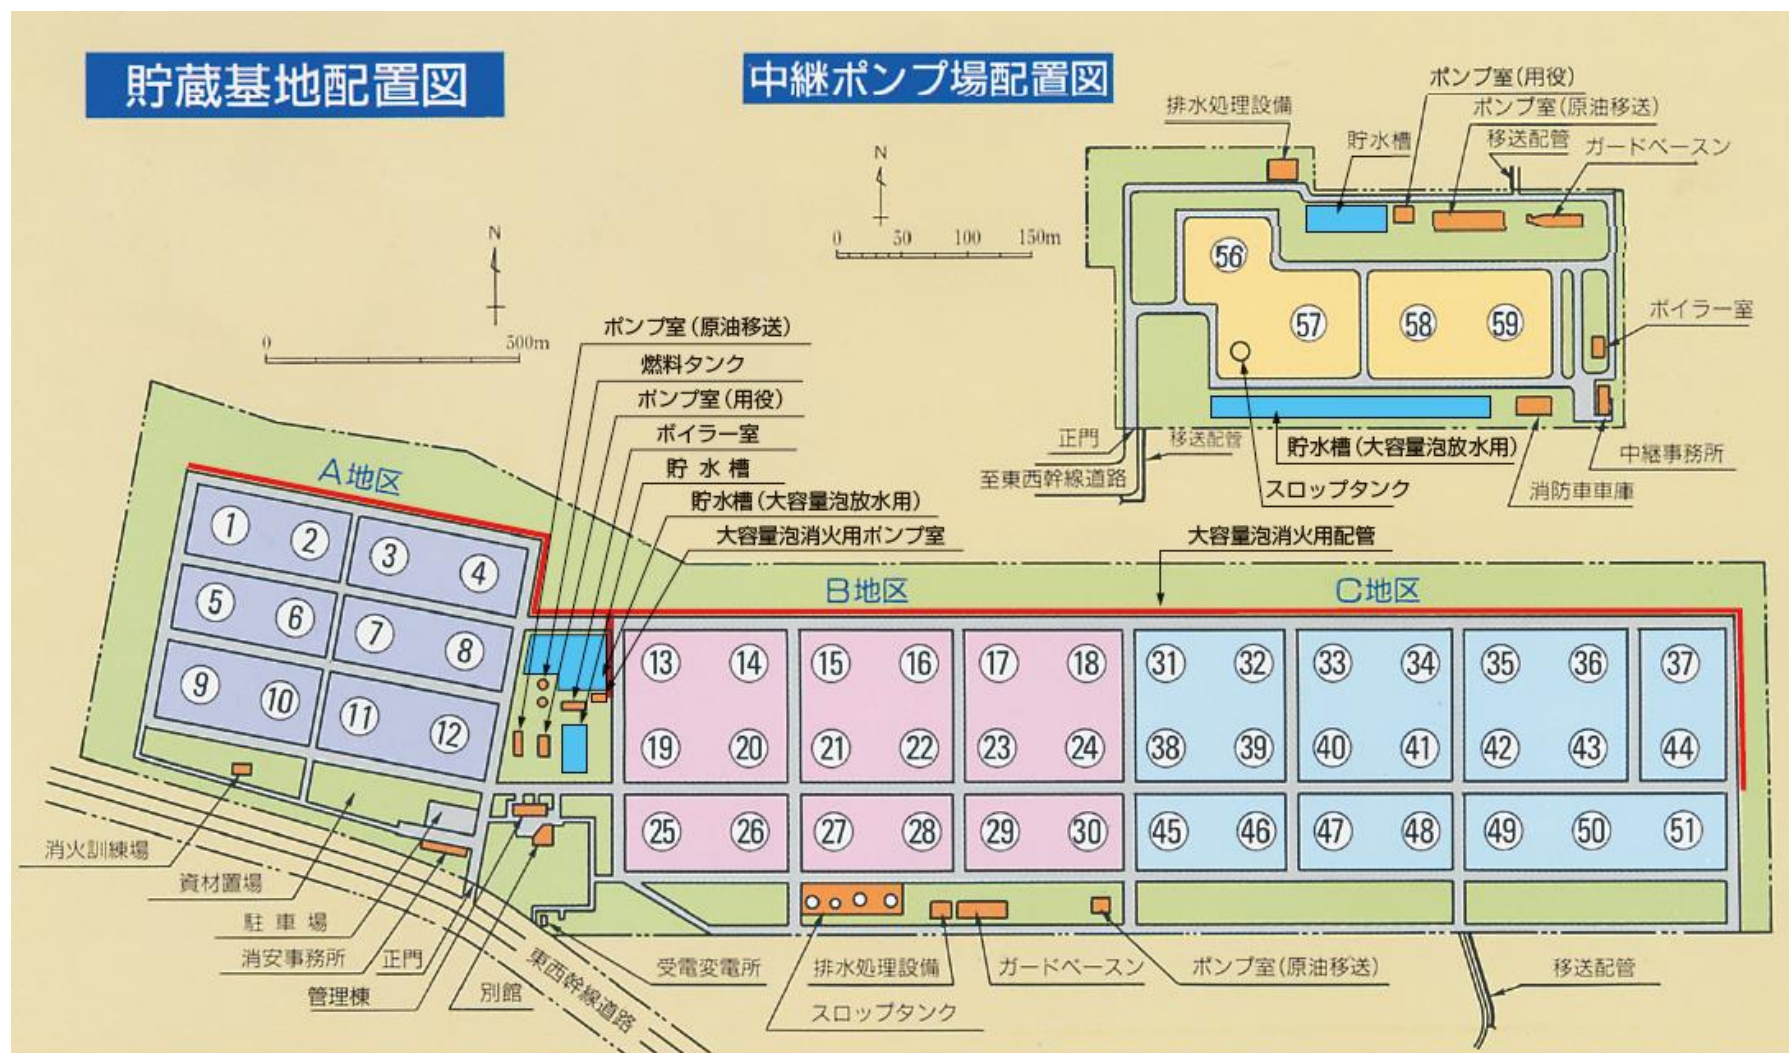 貯蔵基地配置図
中継ポンプ場配置図
ポンプ室(用役)
排水処理設備
ポンプ室(原油移送)
貯水槽
移送配管
ガードベースン
N
0 50 100 150m
56
57
58
59
ボイラー室
正門
移送配管
貯水槽(大容量泡放水用)
中継事務所
至東西幹線道路
スロップタンク
消防車車庫
N
0 500m
ポンプ室(原油移送)
燃料タンク
ポンプ室(用役)
ボイラー室
貯水槽
貯水槽(大容量泡放水用)
大容量泡消火用ポンプ室
大容量泡消火用配管
A地区
B地区
C地区
1 2 3 4
5 6 7 8
9 10 11 12
13 14 15 16 17 18 31 32 33 34 35 36 37
19 20 21 22 23 24 38 39 40 41 42 43 44
25 26 27 28 29 30 45 46 47 48 49 50 51
消火訓練場
資材置場
駐車場
消安事務所
正門
管理棟
別館
東西幹線道路
受電変電所
排水処理設備
ガードベースン
ポンプ室(原油移送)
移送配管
スロップタンク